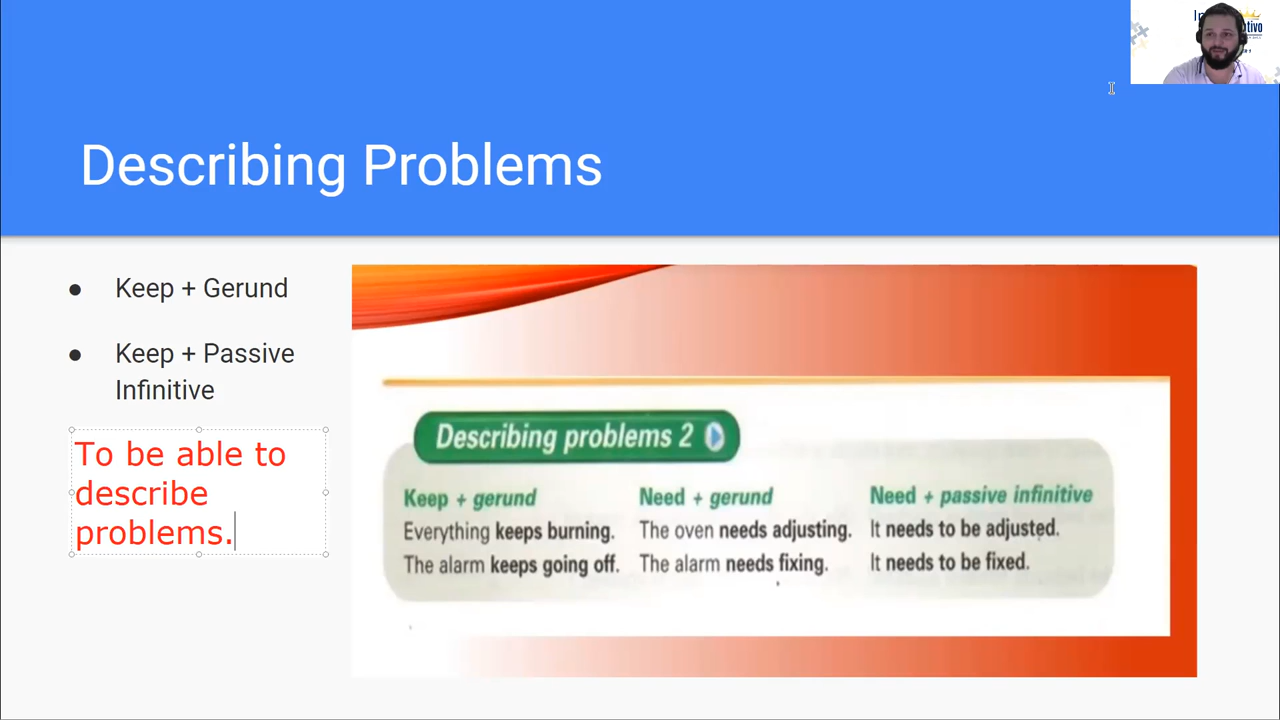 Describing Problems
● Keep + Gerund
● Keep + Passive
Infinitive
To be able to
describe
problems.
Describing problems 2
Keep + gerund
Everything keeps burning.
The alarm keeps going off.
Need + gerund
The oven needs adjusting.
The alarm needs fixing.
Need + passive infinitive
It needs to be adjusted.
It needs to be fixed.